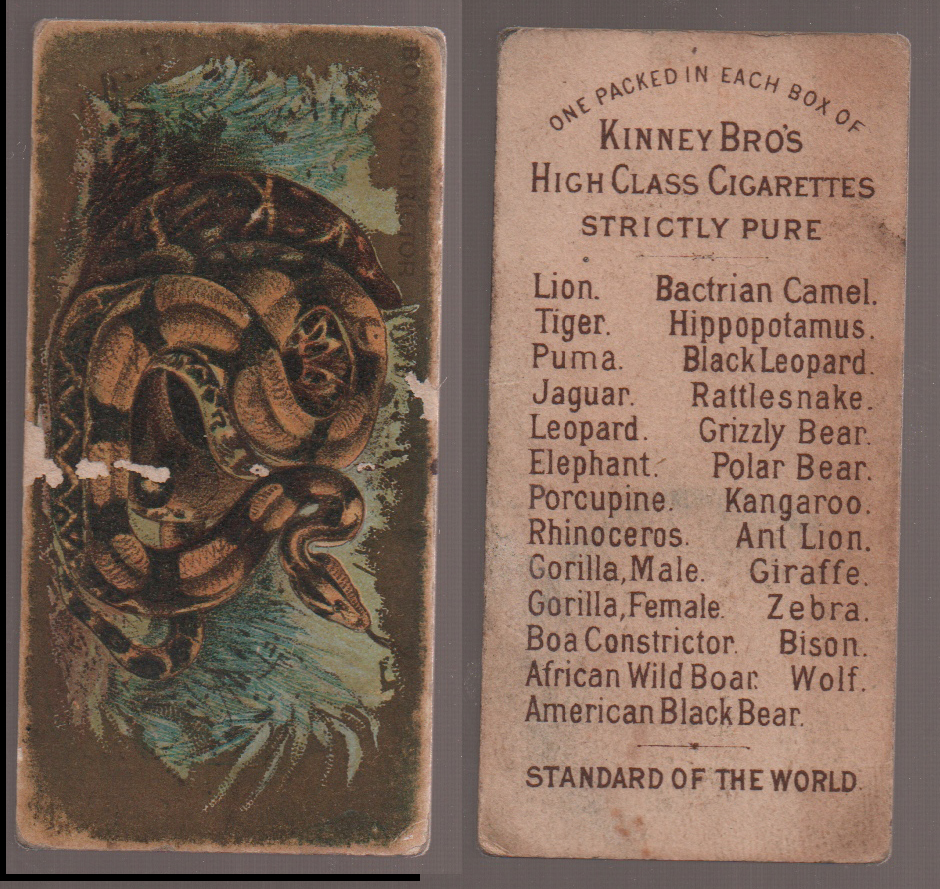 BOA CONSTRICTOR
ONE PACKED IN EACH BOX OF
KINNEY BRO'S
HIGH CLASS CIGARETTES
STRICTLY PURE
Lion. Bactrian Camel.
Tiger. Hippopotamus.
Puma. Black Leopard.
Jaguar. Rattlesnake.
Leopard. Grizzly Bear.
Elephant. Polar Bear.
Porcupine. Kangaroo.
Rhinoceros. Ant Lion.
Gorilla, Male. Giraffe.
Gorilla, Female. Zebra.
Boa Constrictor. Bison.
African Wild Boar. Wolf.
American Black Bear.
STANDARD OF THE WORLD.